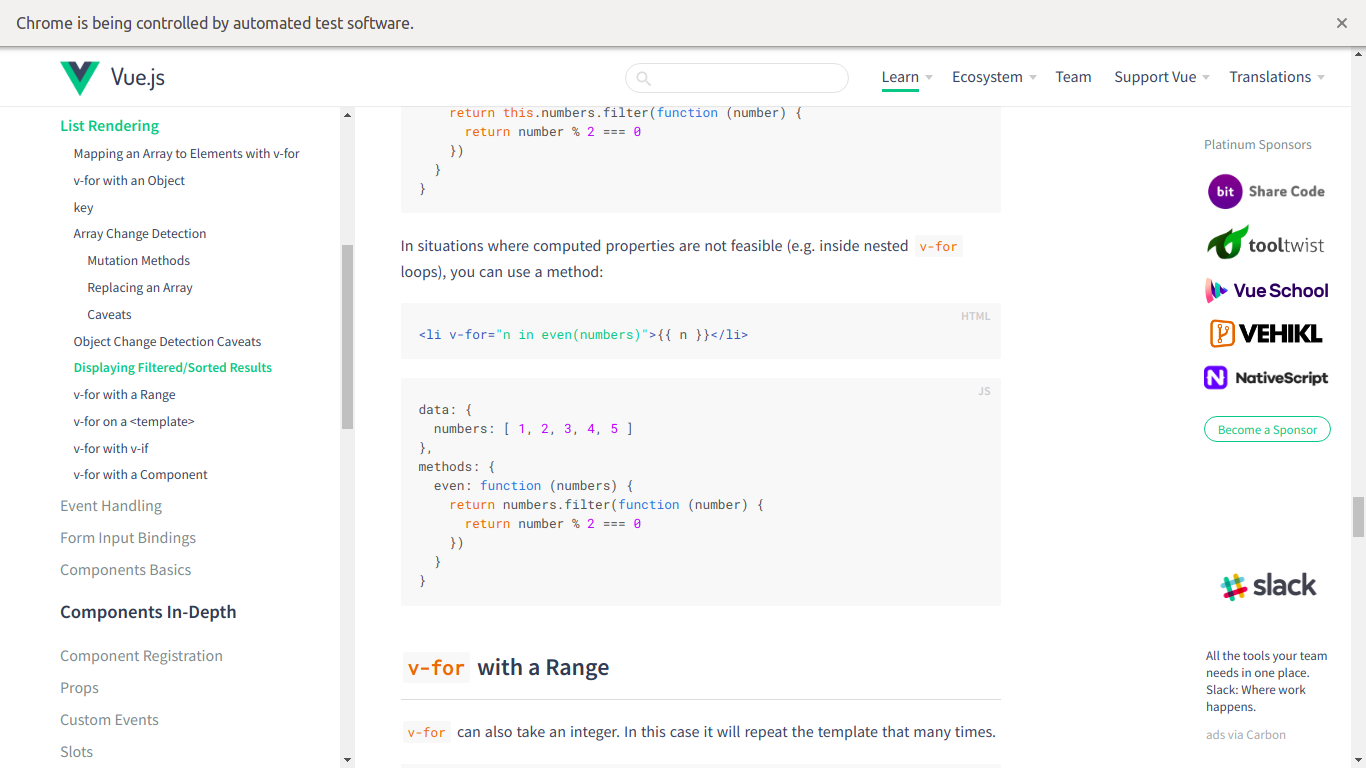 Chrome is being controlled by automated test software.
Vue.js
Learn
Ecosystem
Team
Support Vue
Translations
List Rendering
Mapping an Array to Elements with v-for
v-for with an Object
key
Array Change Detection
Mutation Methods
Replacing an Array
Caveats
Object Change Detection Caveats
Displaying Filtered/Sorted Results
v-for with a Range
v-for on a <template>
v-for with v-if
v-for with a Component
Event Handling
Form Input Bindings
Components Basics
Components In-Depth
Component Registration
Props
Custom Events
Slots
return this.numbers.filter(function (number) {
return number % 2 === 0
})
}
}
In situations where computed properties are not feasible (e.g. inside nested v-for
loops), you can use a method:
HTML
<li v-for="n in even(numbers)">{{ n }}</li>
JS
data: {
numbers: [ 1, 2, 3, 4, 5 ]
},
methods: {
even: function (numbers) {
return numbers.filter(function (number) {
return number % 2 === 0
})
}
}
v-for with a Range
v-for can also take an integer. In this case it will repeat the template that many times.
Platinum Sponsors
bit Share Code
tooltwist
Vue School
VEHIKL
N NativeScript
Become a Sponsor
slack
All the tools your team
needs in one place.
Slack: Where work
happens.
ads via Carbon